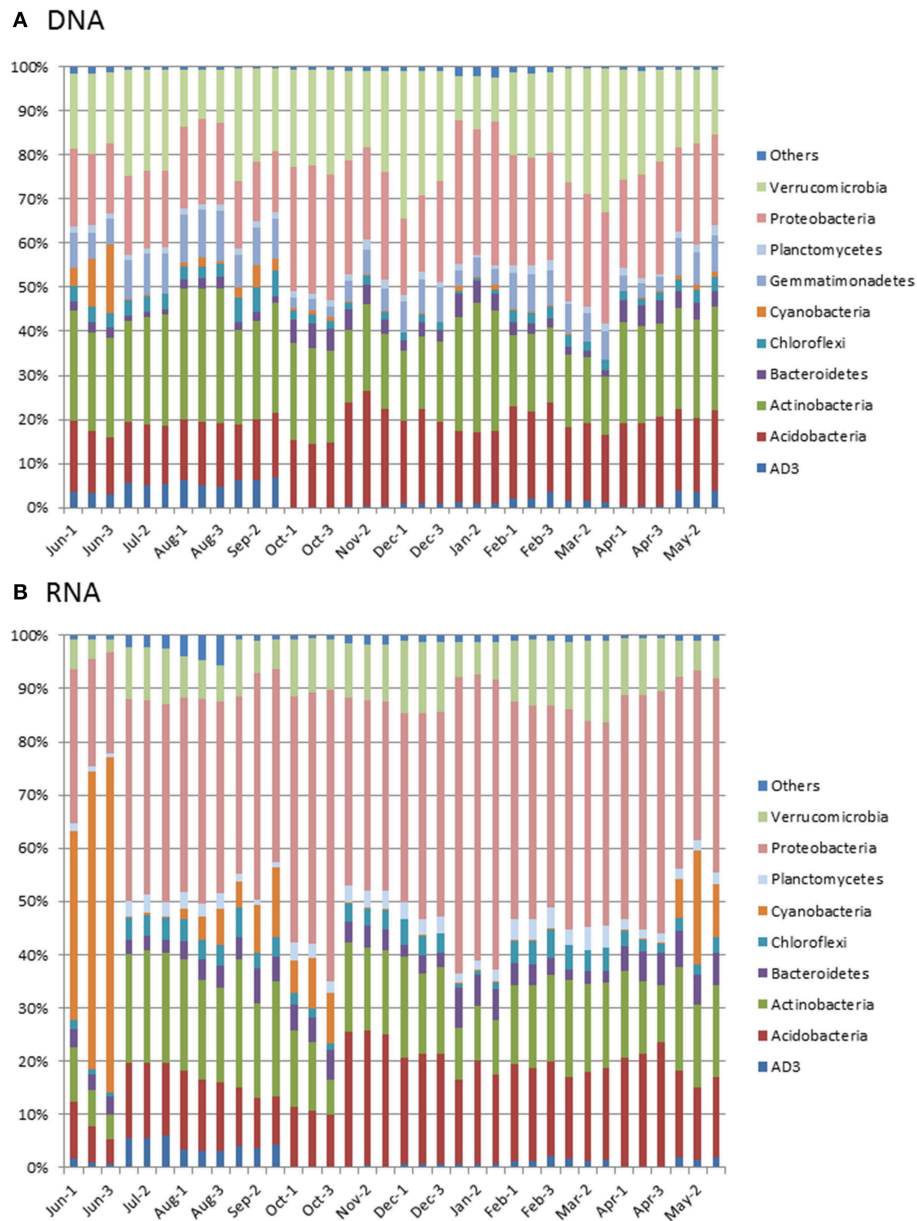 A DNA
100%
90%
80%
70%
60%
50%
40%
30%
20%
10%
0%
Jun-1 Jun-3 Jul-2 Aug-1 Aug-3 Sep-2 Oct-1 Oct-3 Nov-2 Dec-1 Dec-3 Jan-2 Feb-1 Feb-3 Mar-2 Apr-1 Apr-3 May-2
Others
Verrucomicrobia
Proteobacteria
Planctomycetes
Gemmatimonadetes
Cyanobacteria
Chloroflexi
Bacteroidetes
Actinobacteria
Acidobacteria
AD3
B RNA
100%
90%
80%
70%
60%
50%
40%
30%
20%
10%
0%
Jun-1 Jun-3 Jul-2 Aug-1 Aug-3 Sep-2 Oct-1 Oct-3 Nov-2 Dec-1 Dec-3 Jan-2 Feb-1 Feb-3 Mar-2 Apr-1 Apr-3 May-2
Others
Verrucomicrobia
Proteobacteria
Planctomycetes
Cyanobacteria
Chloroflexi
Bacteroidetes
Actinobacteria
Acidobacteria
AD3